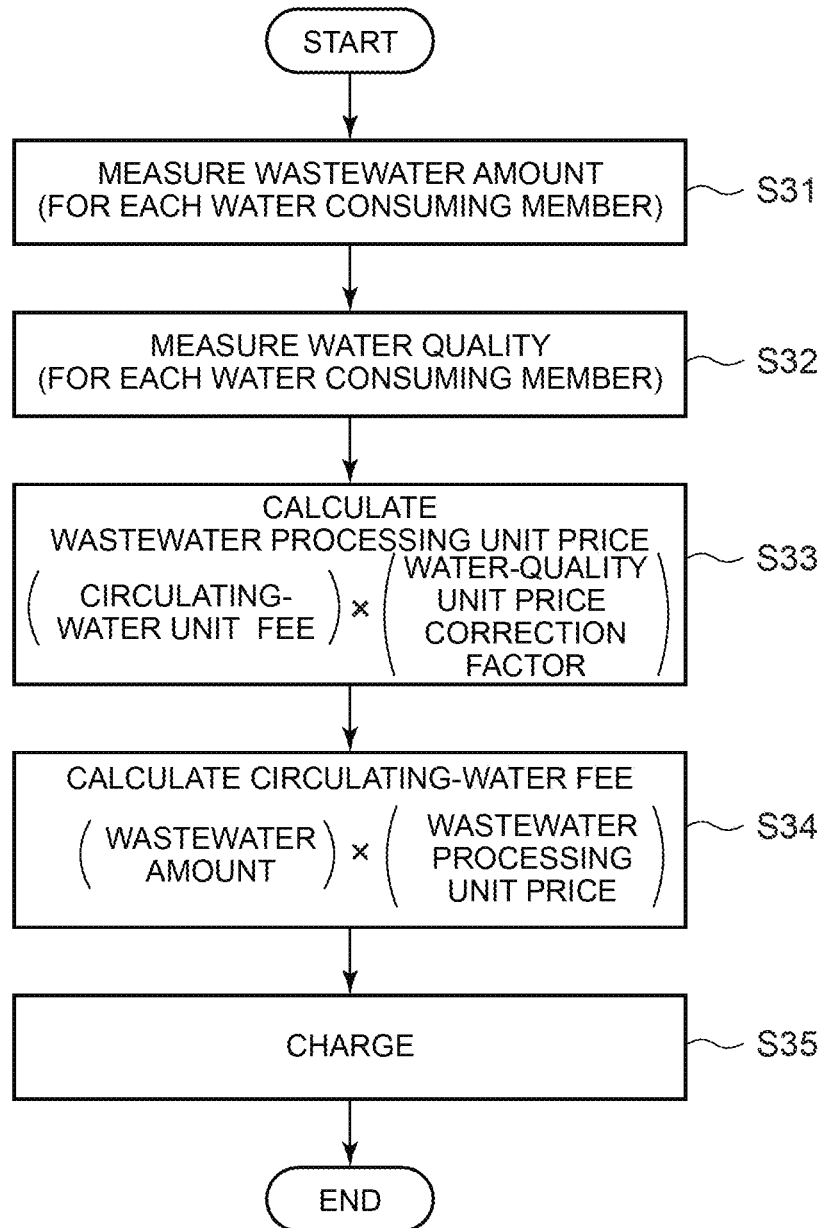 START
MEASURE WASTEWATER AMOUNT
(FOR EACH WATER CONSUMING MEMBER)
S31
MEASURE WATER QUALITY
(FOR EACH WATER CONSUMING MEMBER)
S32
CALCULATE
WASTEWATER PROCESSING UNIT PRICE
(CIRCULATING-
WATER UNIT FEE)
×
(WATER-QUALITY
UNIT PRICE
CORRECTION
FACTOR)
S33
CALCULATE CIRCULATING-WATER FEE
(WASTEWATER
AMOUNT)
×
(WASTEWATER
PROCESSING
UNIT PRICE)
S34
CHARGE
S35
END